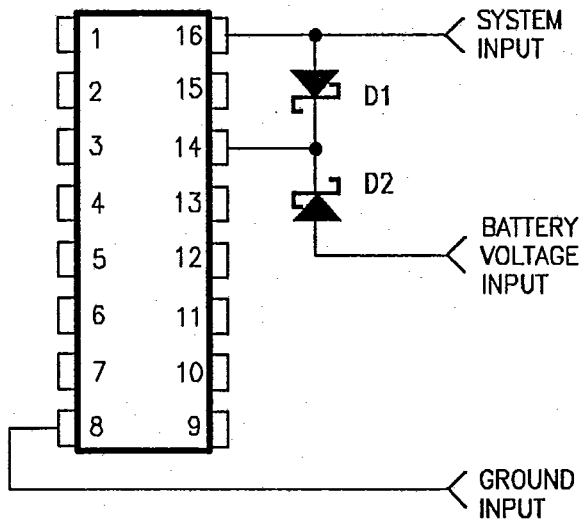 SYSTEM
INPUT
1 16
2 15
D1
3 14
D2
4 13
BATTERY
VOLTAGE
INPUT
5 12
6 11
7 10
8 9
GROUND
INPUT